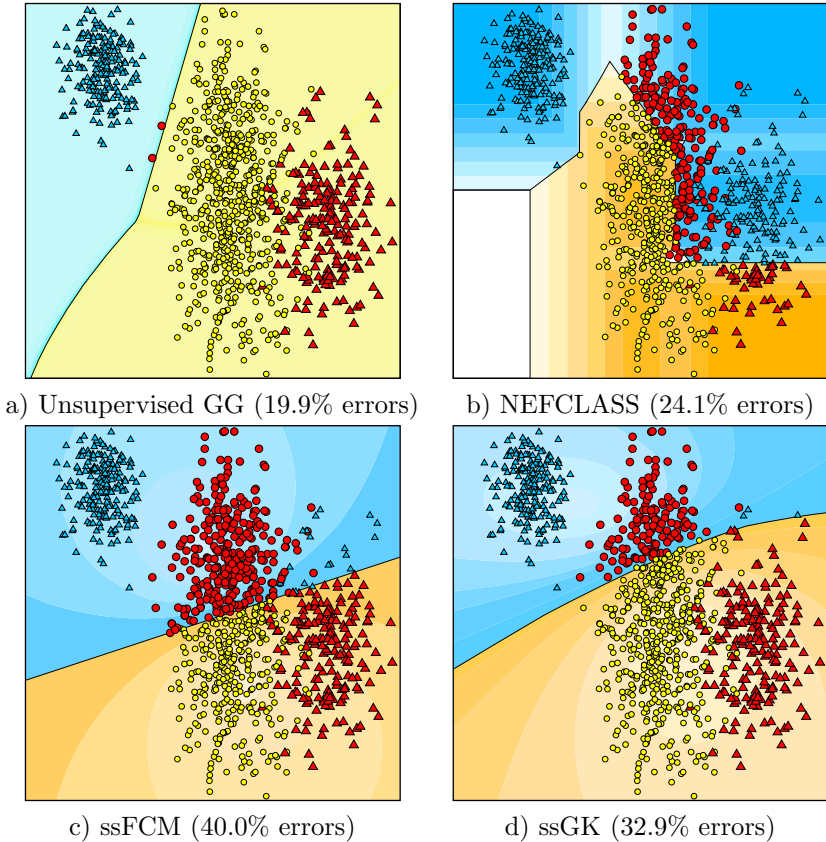 a) Unsupervised GG (19.9% errors)
b) NEFCLASS (24.1% errors)
c) ssFCM (40.0% errors)
d) ssGK (32.9% errors)